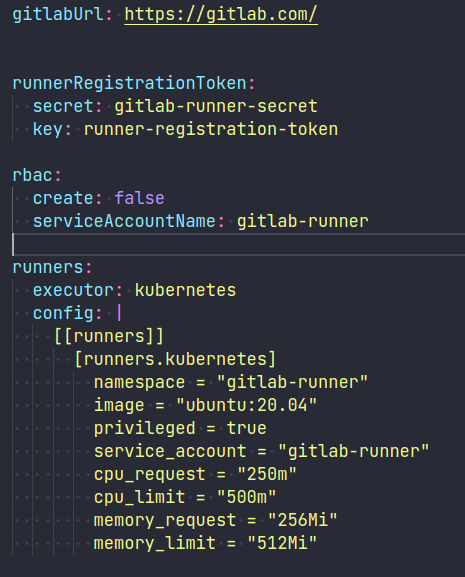 gitlabUrl: https://gitlab.com/
runnerRegistrationToken:
  secret: gitlab-runner-secret
  key: runner-registration-token
rbac:
  create: false
  serviceAccountName: gitlab-runner
runners:
  executor: kubernetes
  config: |
    [[runners]]
      [runners.kubernetes]
        namespace = "gitlab-runner"
        image = "ubuntu:20.04"
        privileged = true
        service_account = "gitlab-runner"
        cpu_request = "250m"
        cpu_limit = "500m"
        memory_request = "256Mi"
        memory_limit = "512Mi"